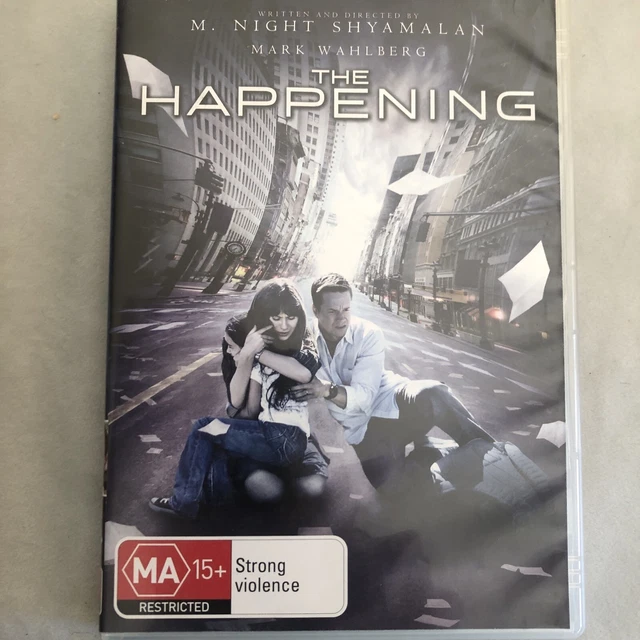 WRITTEN AND DIRECTED BY
M. NIGHT SHYAMALAN
MARK WAHLBERG
THE
HAPPENING
MA 15+ Strong
violence
RESTRICTED